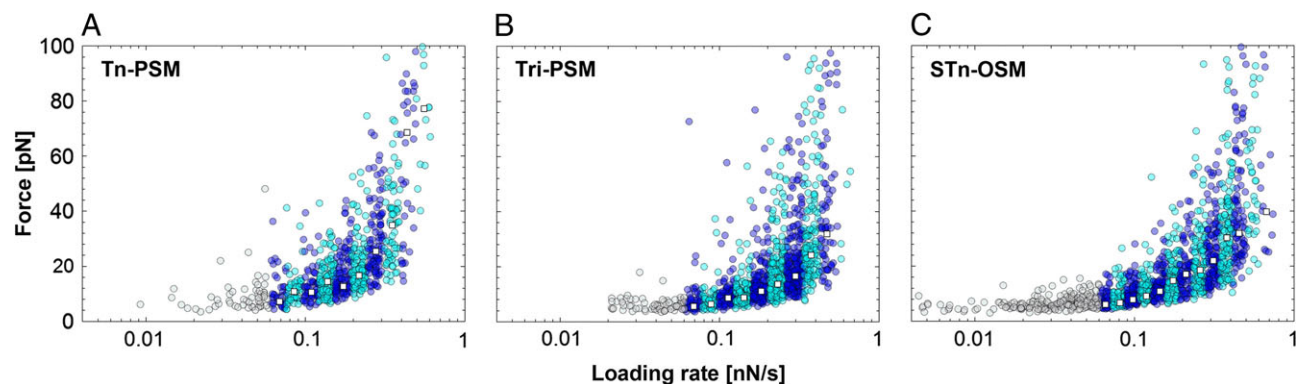 A
B
C
Tn-PSM
Tri-PSM
STn-OSM
100
80
60
40
20
0
Force [pN]
0.01 0.1 1
0.01 0.1 1
0.01 0.1 1
Loading rate [nN/s]